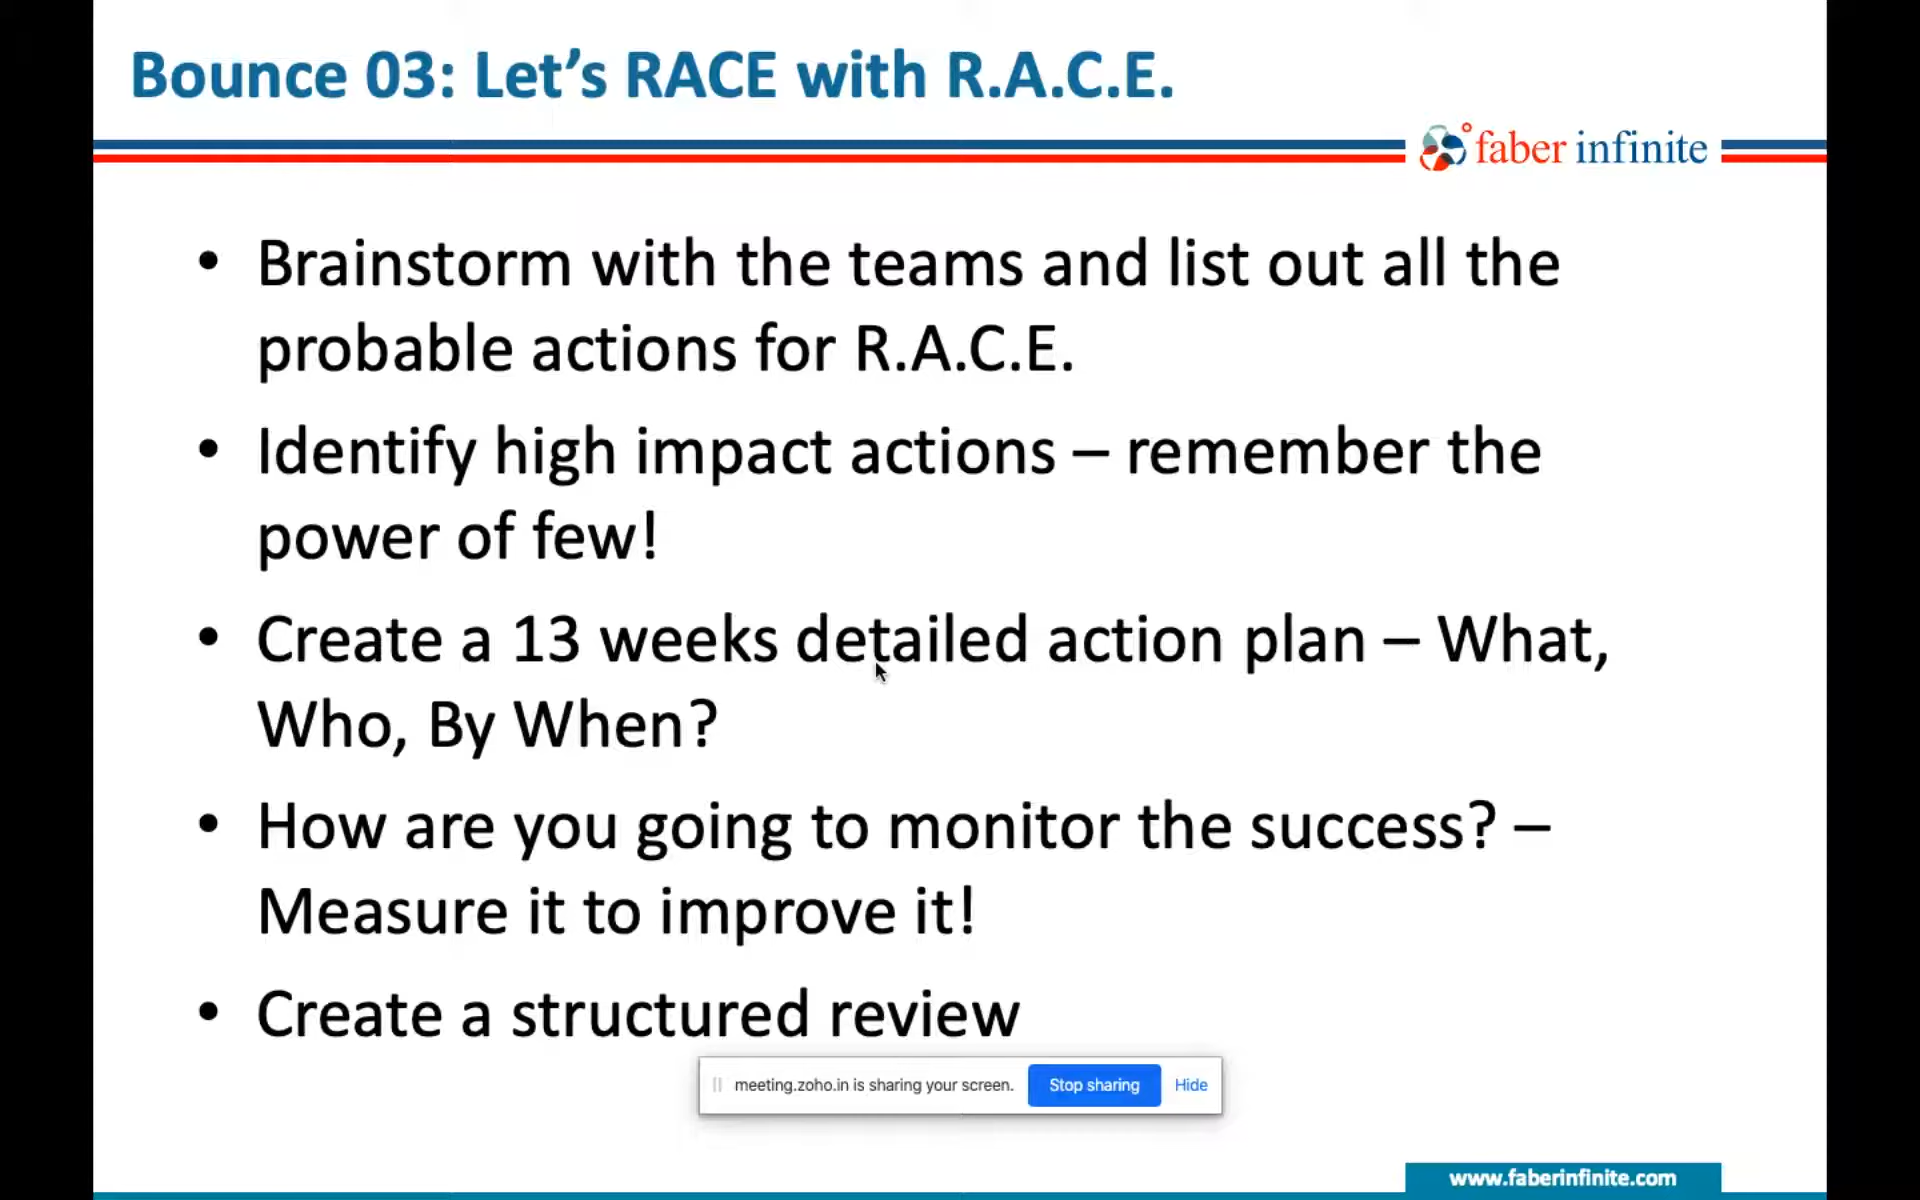 Bounce 03: Let’s RACE with R.A.C.E.
faber infinite
• Brainstorm with the teams and list out all the
probable actions for R.A.C.E.
• Identify high impact actions – remember the
power of few!
• Create a 13 weeks detailed action plan – What,
Who, By When?
• How are you going to monitor the success? –
Measure it to improve it!
• Create a structured review
meeting.zoho.in is sharing your screen. Stop sharing Hide
www.faberinfinite.com